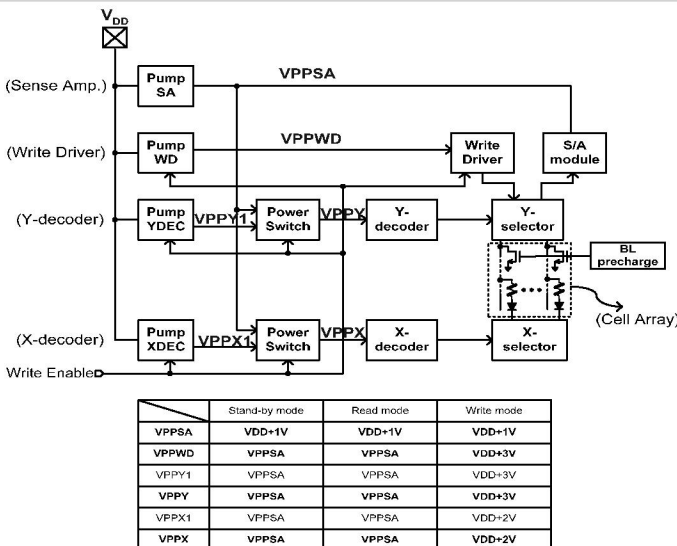 VDD
(Sense Amp.)
Pump SA
VPPSA
(Write Driver)
Pump WD
VPPWD
Write Driver
S/A module
(Y-decoder)
Pump YDEC
VPPY1
Power Switch
VPPY
Y-decoder
Y-selector
BL precharge
(Cell Array)
(X-decoder)
Pump XDEC
VPPX1
Power Switch
VPPX
X-decoder
X-selector
Write Enable
Stand-by mode Read mode Write mode
VPPSA VDD+1V VDD+1V VDD+1V
VPPWD VPPSA VPPSA VDD+3V
VPPY1 VPPSA VPPSA VDD+3V
VPPY VPPSA VPPSA VDD+3V
VPPX1 VPPSA VPPSA VDD+2V
VPPX VPPSA VPPSA VDD+2V